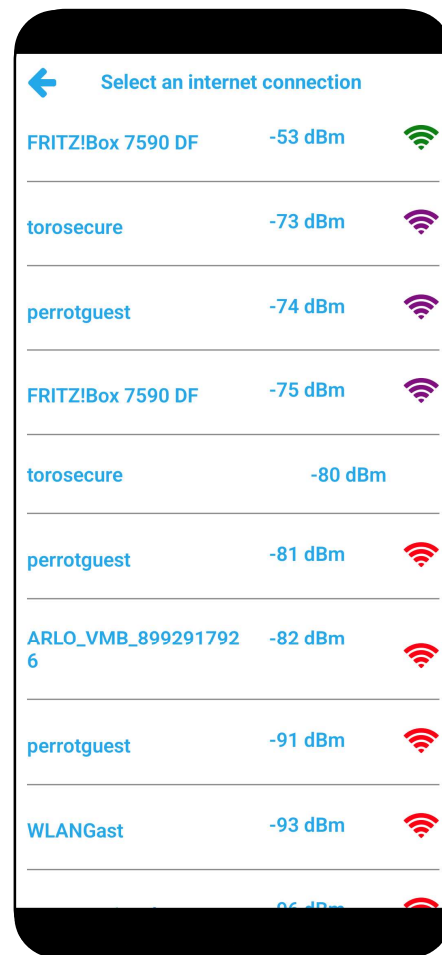 Select an internet connection
FRITZ!Box 7590 DF -53 dBm
torosecure -73 dBm
perrotguest -74 dBm
FRITZ!Box 7590 DF -75 dBm
torosecure -80 dBm
perrotguest -81 dBm
ARLO_VMB_899291792 -82 dBm
6
perrotguest -91 dBm
WLANGast -93 dBm
-96 dBm